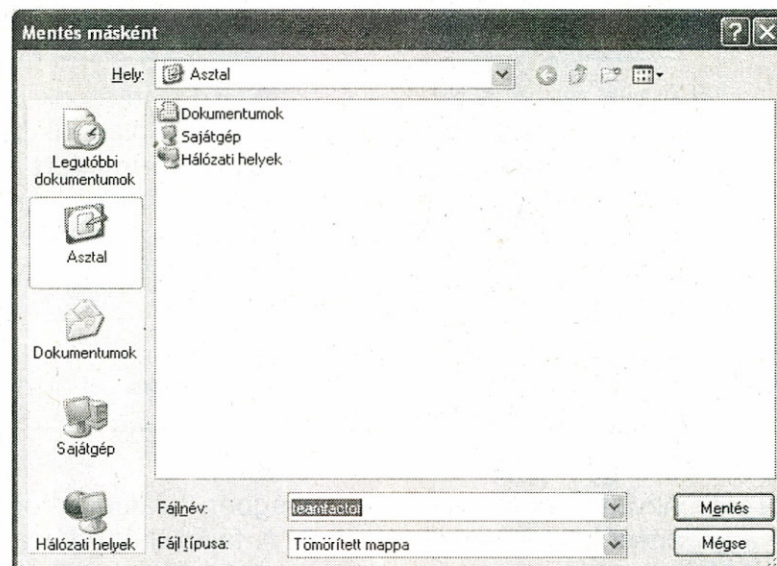 Mentés másként
Hely: Asztal
Dokumentumok
Sajátgép
Hálózati helyek
Legutóbbi
dokumentumok
Asztal
Dokumentumok
Sajátgép
Hálózati helyek
Fájlnév: teamfactor Mentés
Fájl típusa: Tömörített mappa Mégse